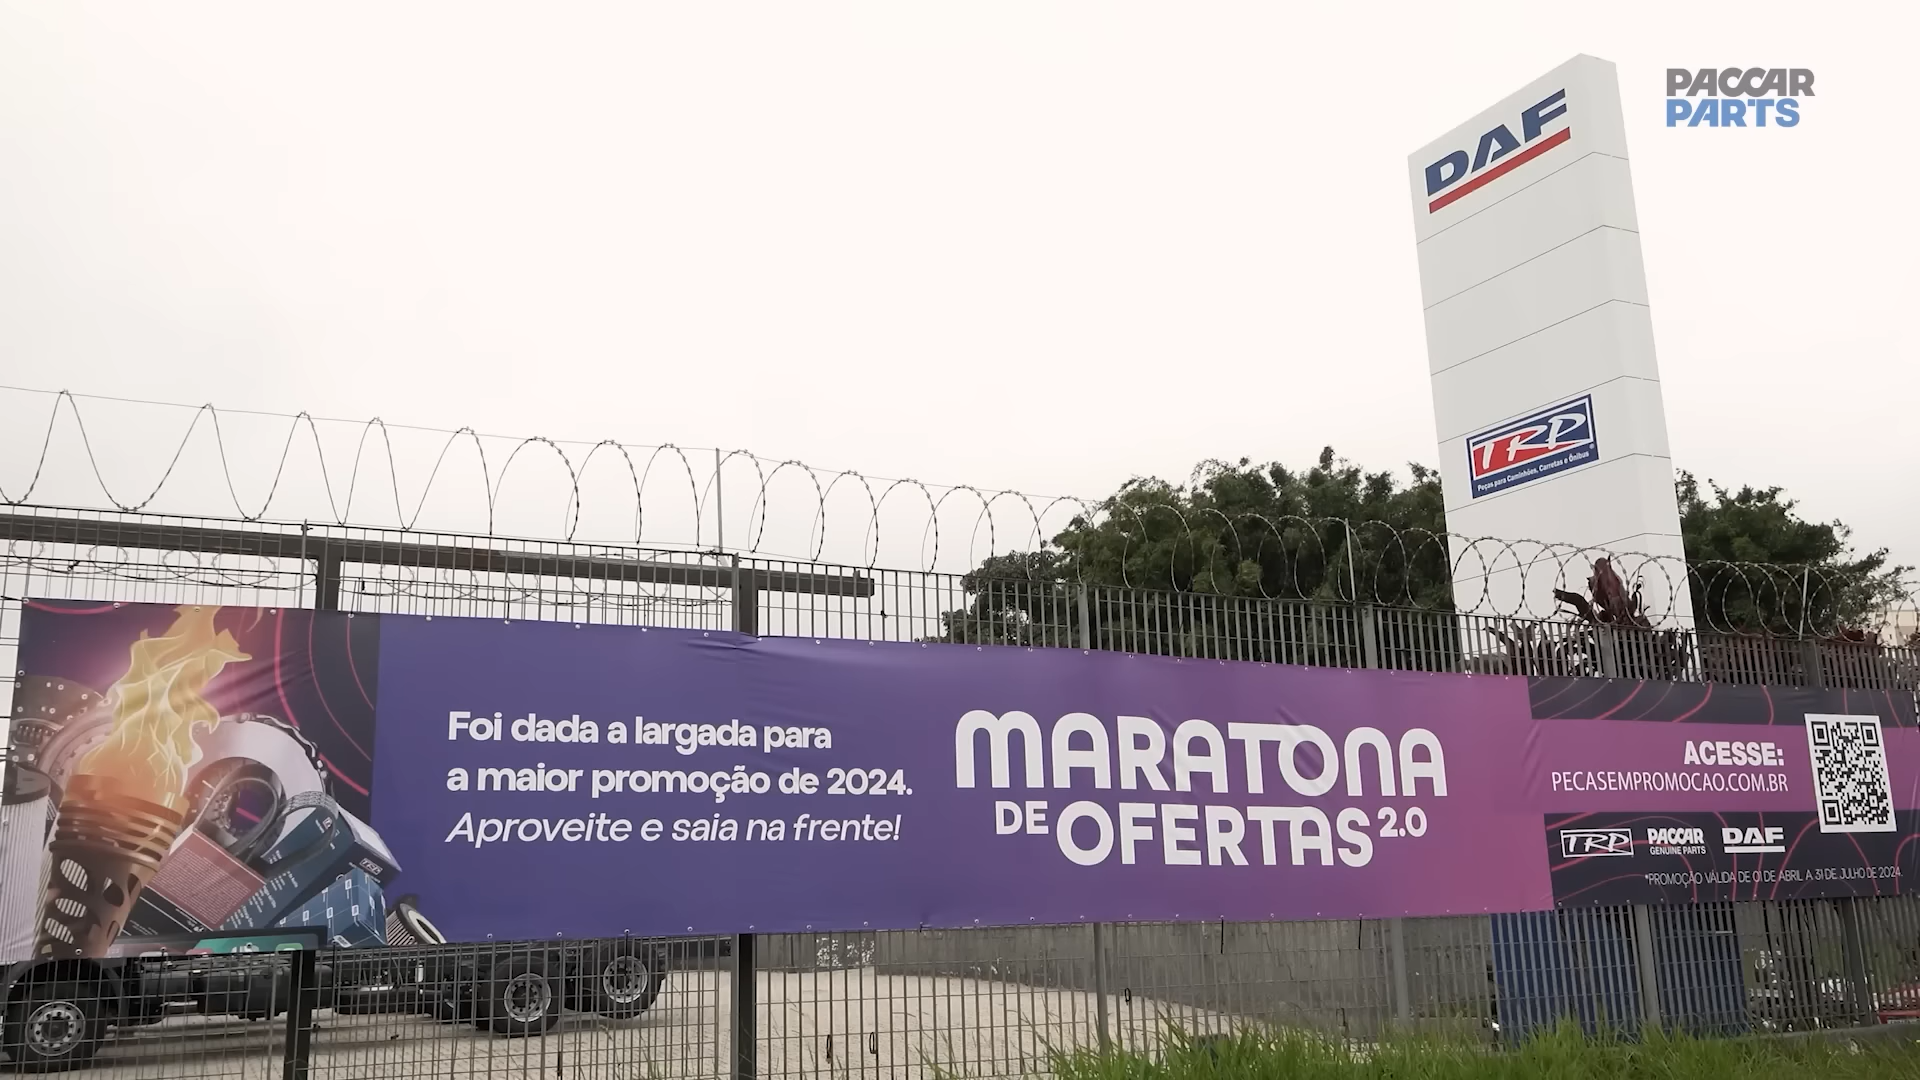 PACCAR
PARTS
DAF
TRP
Peças para Caminhões, Carretas e Ônibus
Foi dada a largada para
a maior promoção de 2024.
Aproveite e saia na frente!
MARATONA
DE OFERTAS 2.0
ACESSE:
PECASEMPROMOCAO.COM.BR
TRP
PACCAR
GENUINE PARTS
DAF
*PROMOÇÃO VÁLIDA DE 01 DE ABRIL A 31 DE JULHO DE 2024.